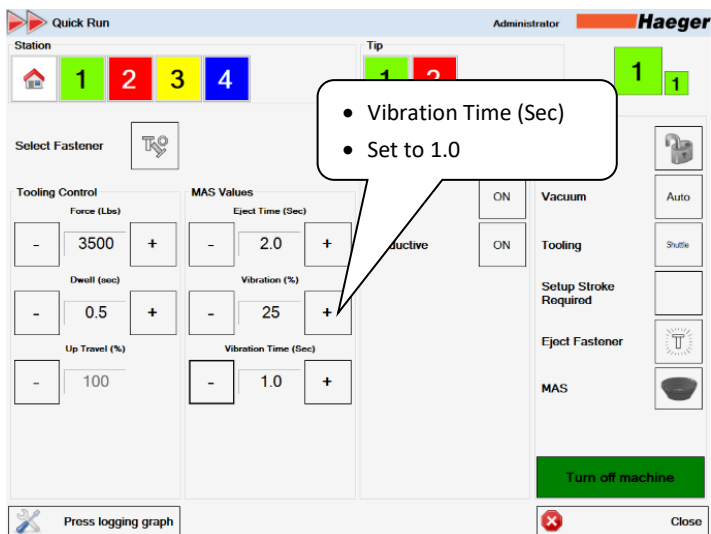 Quick Run
Administrator
Haeger
Station
1 2 3 4
Tip
1 2
1
1
• Vibration Time (Sec)
• Set to 1.0
Select Fastener
Tooling Control
Force (Lbs)
- 3500 +
Dwell (sec)
- 0.5 +
Up Travel (%)
- 100
MAS Values
Eject Time (Sec)
- 2.0 +
Vibration (%)
- 25 +
Vibration Time (Sec)
- 1.0 +
ON
ductive ON
Vacuum Auto
Tooling Shuttle
Setup Stroke
Required
Eject Fastener
MAS
Turn off machine
Press logging graph
Close